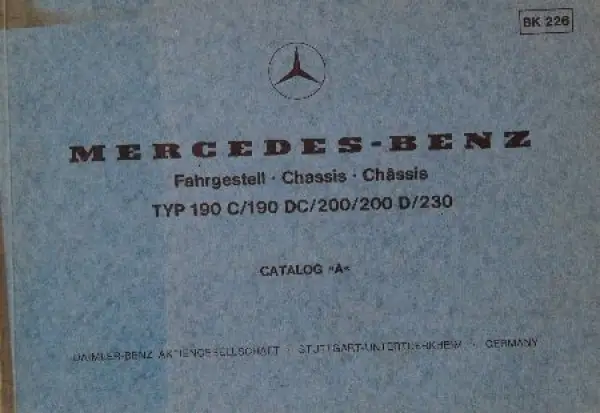 BK 226
MERCEDES-BENZ
Fahrgestell · Chassis · Châssis
TYP 190 C/190 DC/200/200 D/230
CATALOG »A«
DAIMLER-BENZ AKTIENGESELLSCHAFT · STUTTGART-UNTERTÜRKHEIM · GERMANY